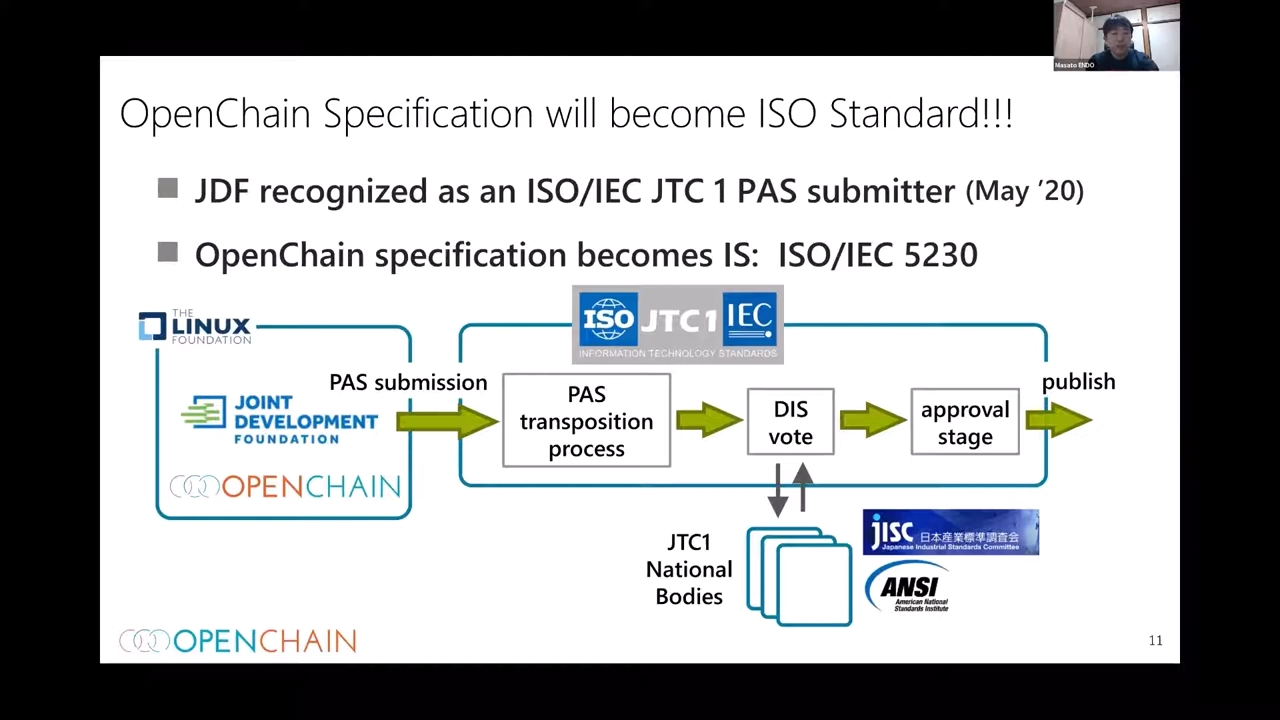 Masato ENDO
OpenChain Specification will become ISO Standard!!!
JDF recognized as an ISO/IEC JTC 1 PAS submitter (May ’20)
OpenChain specification becomes IS: ISO/IEC 5230
THE
LINUX
FOUNDATION
ISO JTC1 IEC
INFORMATION TECHNOLOGY STANDARDS
PAS submission
JOINT
DEVELOPMENT
FOUNDATION
OPENCHAIN
PAS
transposition
process
DIS
vote
approval
stage
publish
JTC1
National
Bodies
jisc 日本産業標準調査会
Japanese Industrial Standards Committee
ANSI
American National
Standards Institute
OPENCHAIN
11